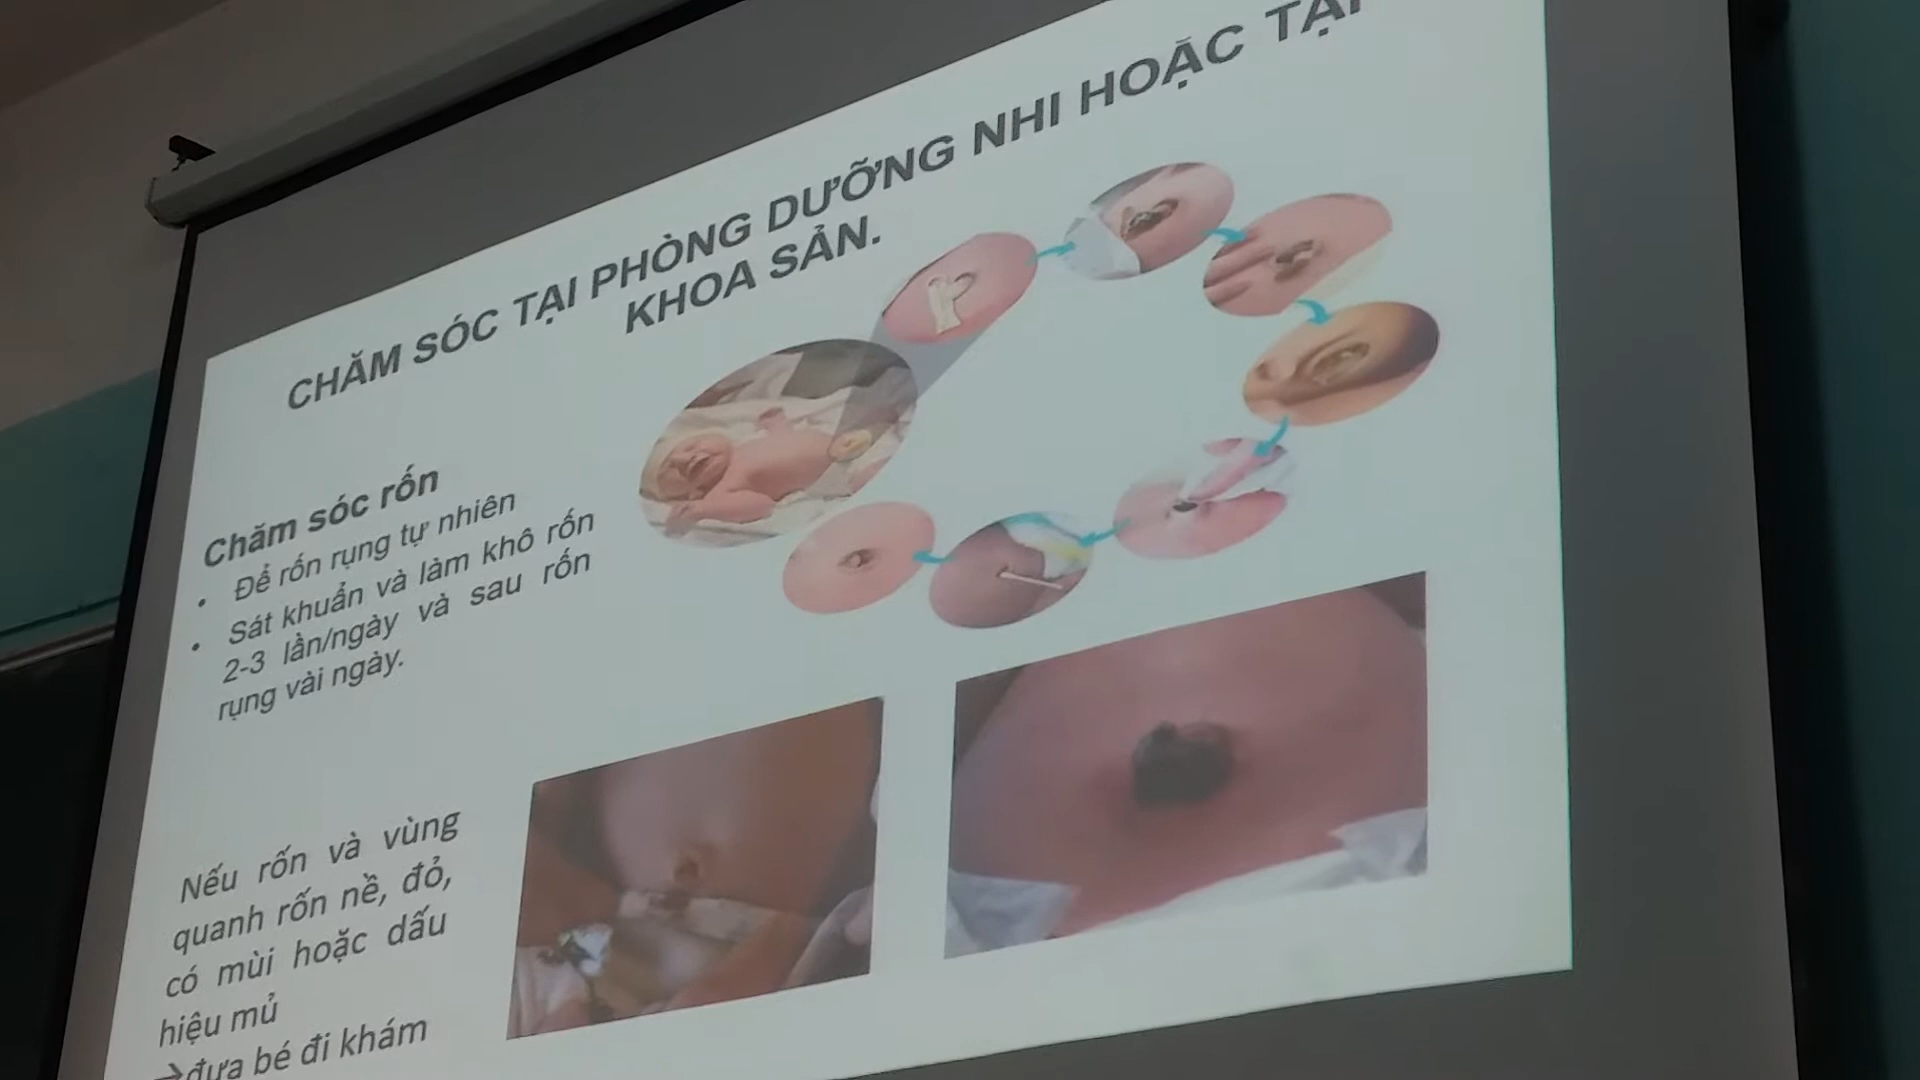 CHĂM SÓC TẠI PHÒNG DƯỠNG NHI HOẶC TẠI
KHOA SẢN.
Chăm sóc rốn
• Để rốn rụng tự nhiên
• Sát khuẩn và làm khô rốn
2-3 lần/ngày và sau rốn
rụng vài ngày.
Nếu rốn và vùng
quanh rốn nề, đỏ,
có mùi hoặc dấu
hiệu mủ
→đưa bé đi khám